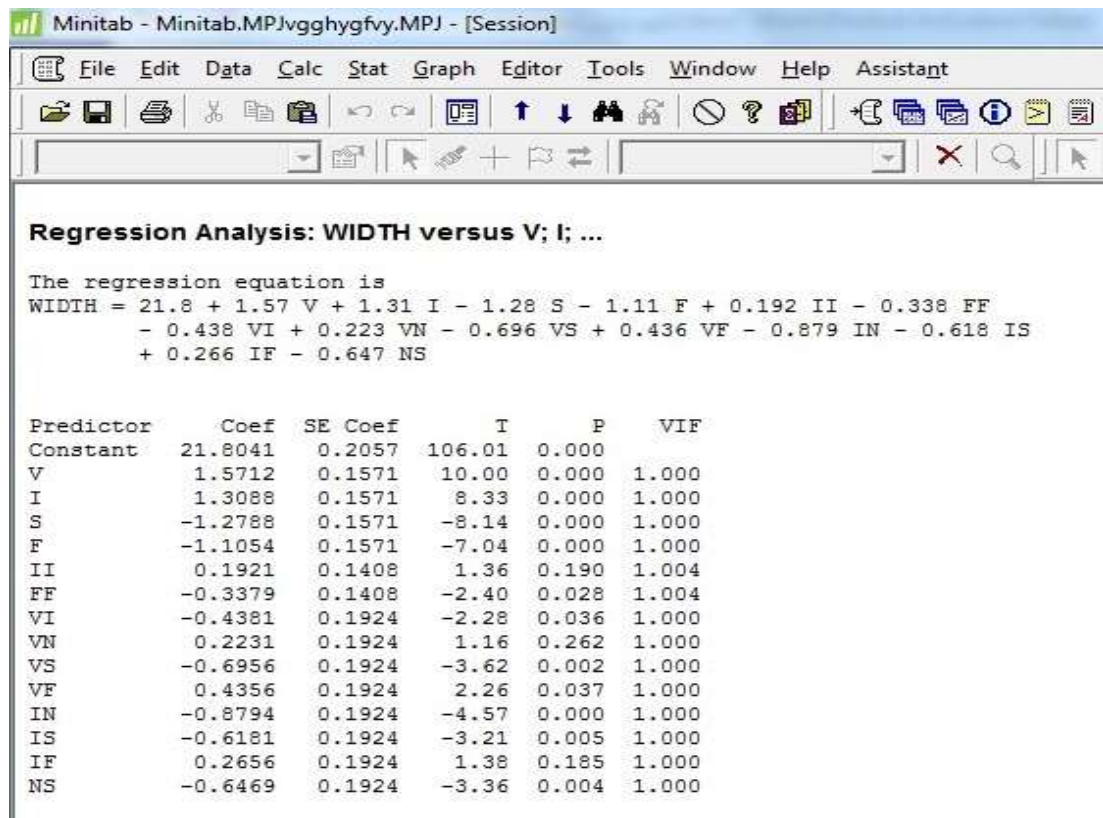 Minitab - Minitab.MPJvgghygfvy.MPJ - [Session]
File Edit Data Calc Stat Graph Editor Tools Window Help Assistant
Regression Analysis: WIDTH versus V; I; ...
The regression equation is
WIDTH = 21.8 + 1.57 V + 1.31 I - 1.28 S - 1.11 F + 0.192 II - 0.338 FF
- 0.438 VI + 0.223 VN - 0.696 VS + 0.436 VF - 0.879 IN - 0.618 IS
+ 0.266 IF - 0.647 NS
Predictor Coef SE Coef T P VIF
Constant 21.8041 0.2057 106.01 0.000
V 1.5712 0.1571 10.00 0.000 1.000
I 1.3088 0.1571 8.33 0.000 1.000
S -1.2788 0.1571 -8.14 0.000 1.000
F -1.1054 0.1571 -7.04 0.000 1.000
II 0.1921 0.1408 1.36 0.190 1.004
FF -0.3379 0.1408 -2.40 0.028 1.004
VI -0.4381 0.1924 -2.28 0.036 1.000
VN 0.2231 0.1924 1.16 0.262 1.000
VS -0.6956 0.1924 -3.62 0.002 1.000
VF 0.4356 0.1924 2.26 0.037 1.000
IN -0.8794 0.1924 -4.57 0.000 1.000
IS -0.6181 0.1924 -3.21 0.005 1.000
IF 0.2656 0.1924 1.38 0.185 1.000
NS -0.6469 0.1924 -3.36 0.004 1.000